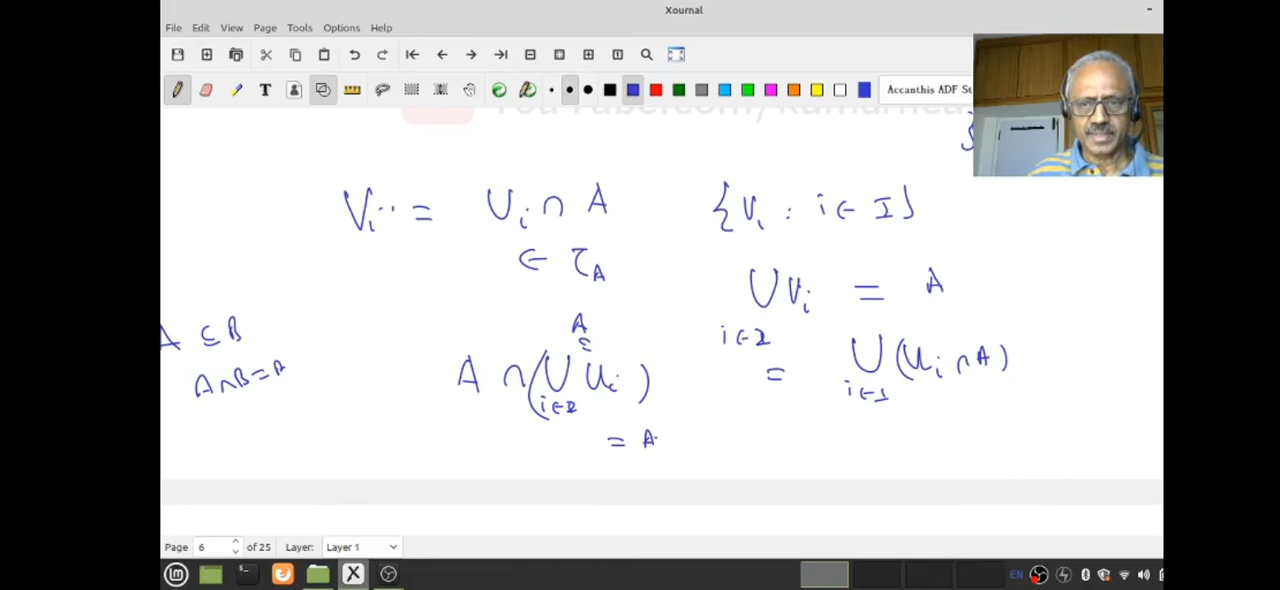 Xournal
File Edit View Page Tools Options Help
Accanthis ADF St
V_i := U_i ∩ A {V_i : i ∈ I}
∈ τ_A
⋃ V_i = A
i∈I
A ⊆ B
A∩B=A
A
⊆
A ∩ (⋃ U_i)
i∈I
= ⋃ (U_i ∩ A)
i∈I
= A
Page 6 of 25 Layer: Layer 1
EN